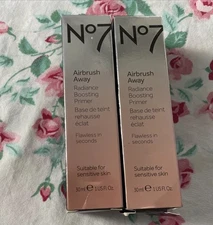 No7
Airbrush
Away
Radiance
Boosting
Primer
Base de teint
rehausse
éclat
Flawless in
seconds
Suitable for
sensitive skin
30ml℮ 1.01 FL.Oz.
No7
Airbrush
Away
Radiance
Boosting
Primer
Base de teint
rehausse
éclat
Flawless in
seconds
Suitable for
sensitive skin
30ml℮ 1.01 FL.Oz.